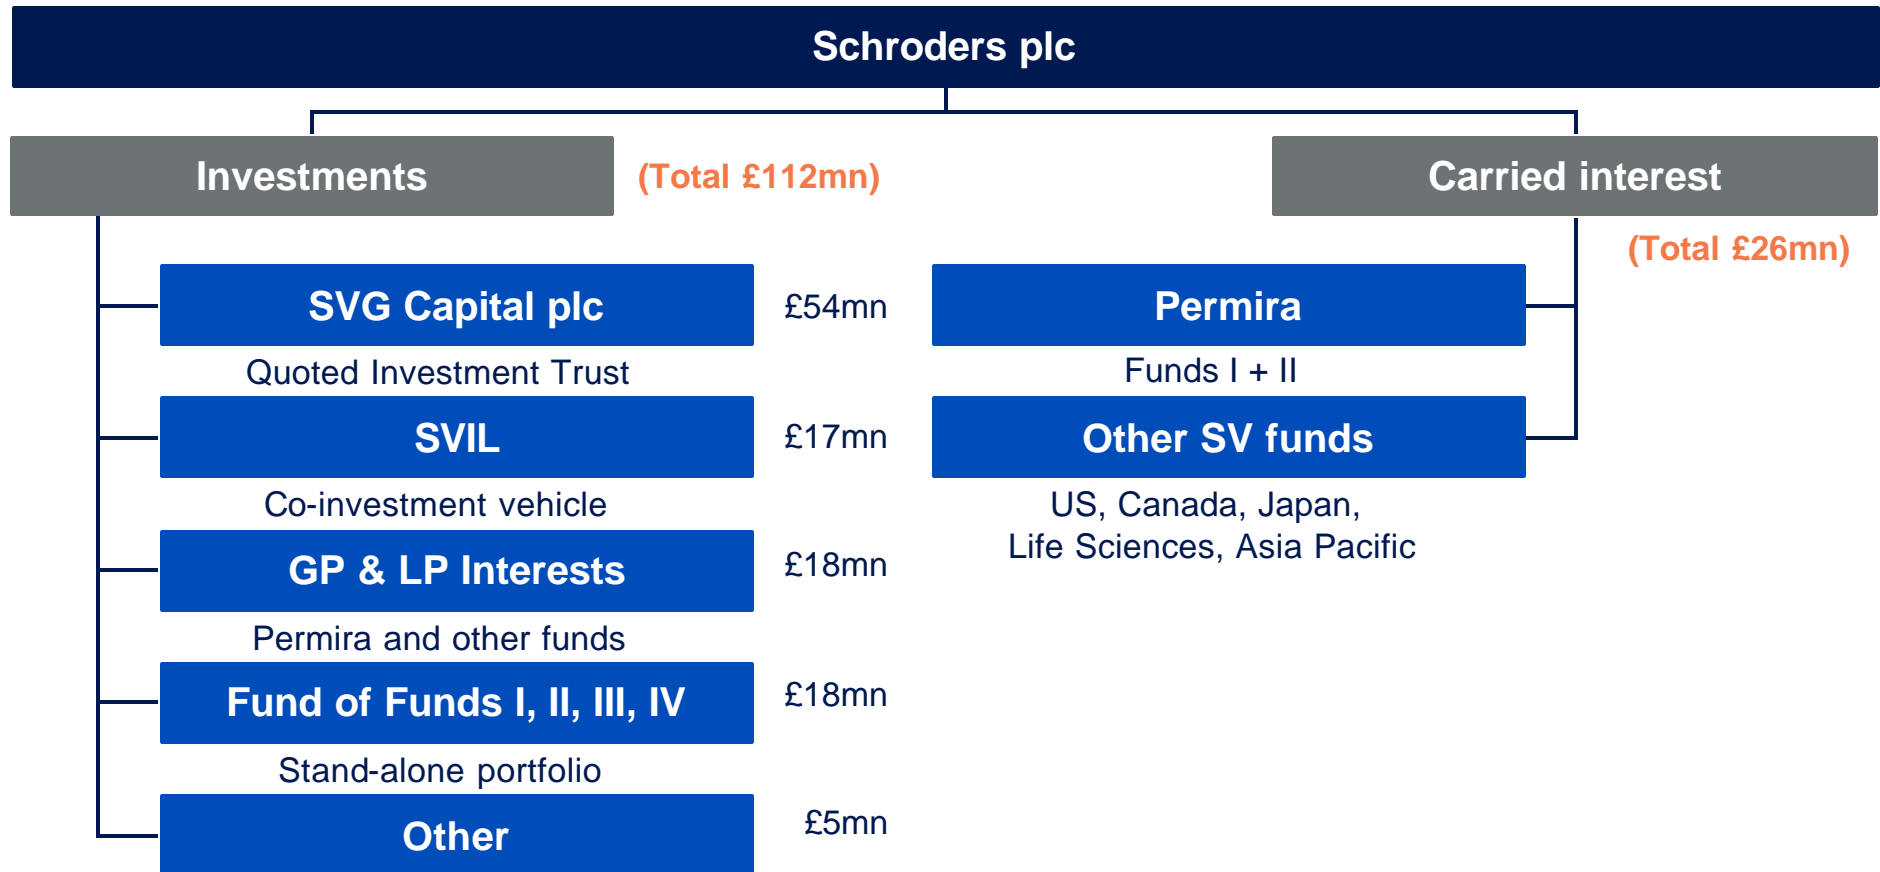 Schroders plc
Investments
(Total £112mn)
Carried interest
(Total £26mn)
SVG Capital plc
£54mn
Quoted Investment Trust
SVIL
£17mn
Co-investment vehicle
GP & LP Interests
£18mn
Permira and other funds
Fund of Funds I, II, III, IV
£18mn
Stand-alone portfolio
Other
£5mn
Permira
Funds I + II
Other SV funds
US, Canada, Japan,
Life Sciences, Asia Pacific